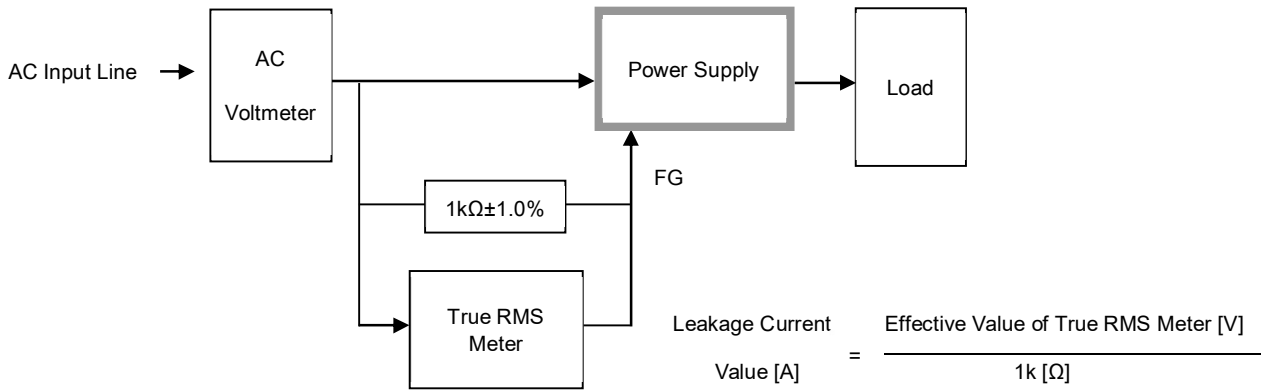 AC Input Line
AC
Voltmeter
Power Supply
Load
FG
1kΩ±1.0%
True RMS
Meter
Leakage Current
Value [A]
=
Effective Value of True RMS Meter [V]
1k [Ω]